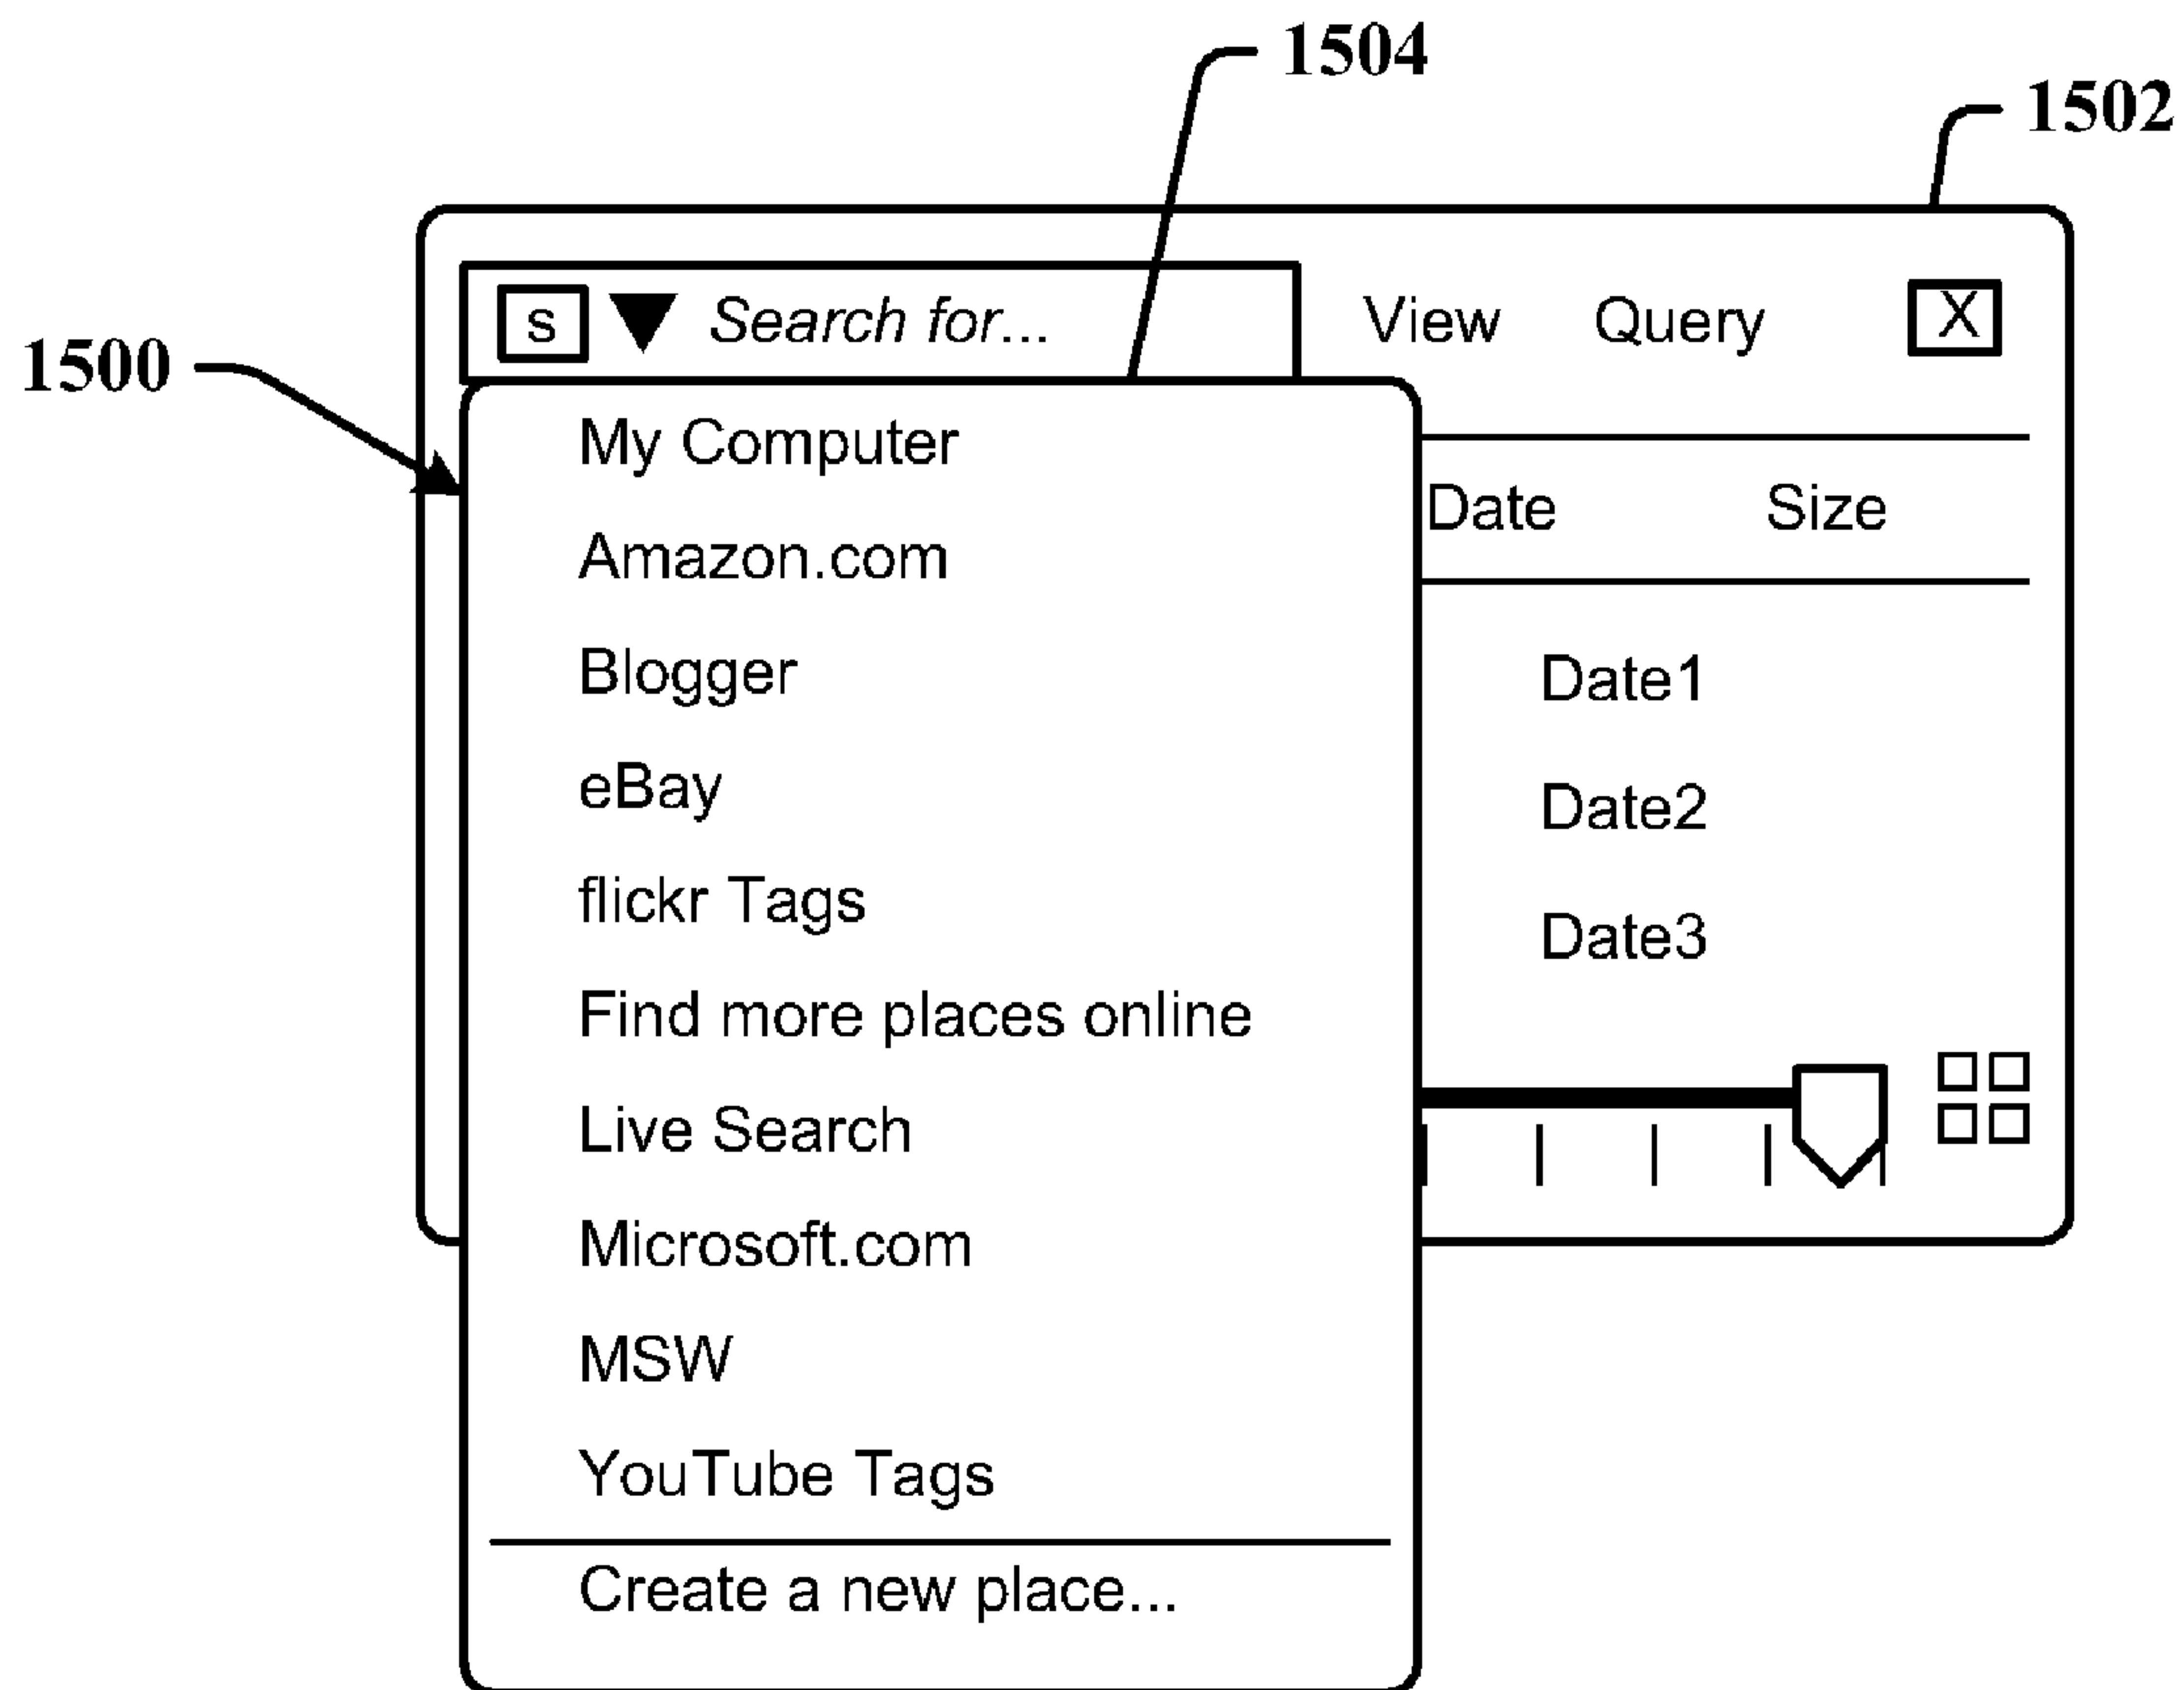 1504
1502
s Search for... View Query X
1500
My Computer
Date Size
Amazon.com
Blogger Date1
eBay Date2
flickr Tags Date3
Find more places online
Live Search
Microsoft.com
MSW
YouTube Tags
Create a new place...